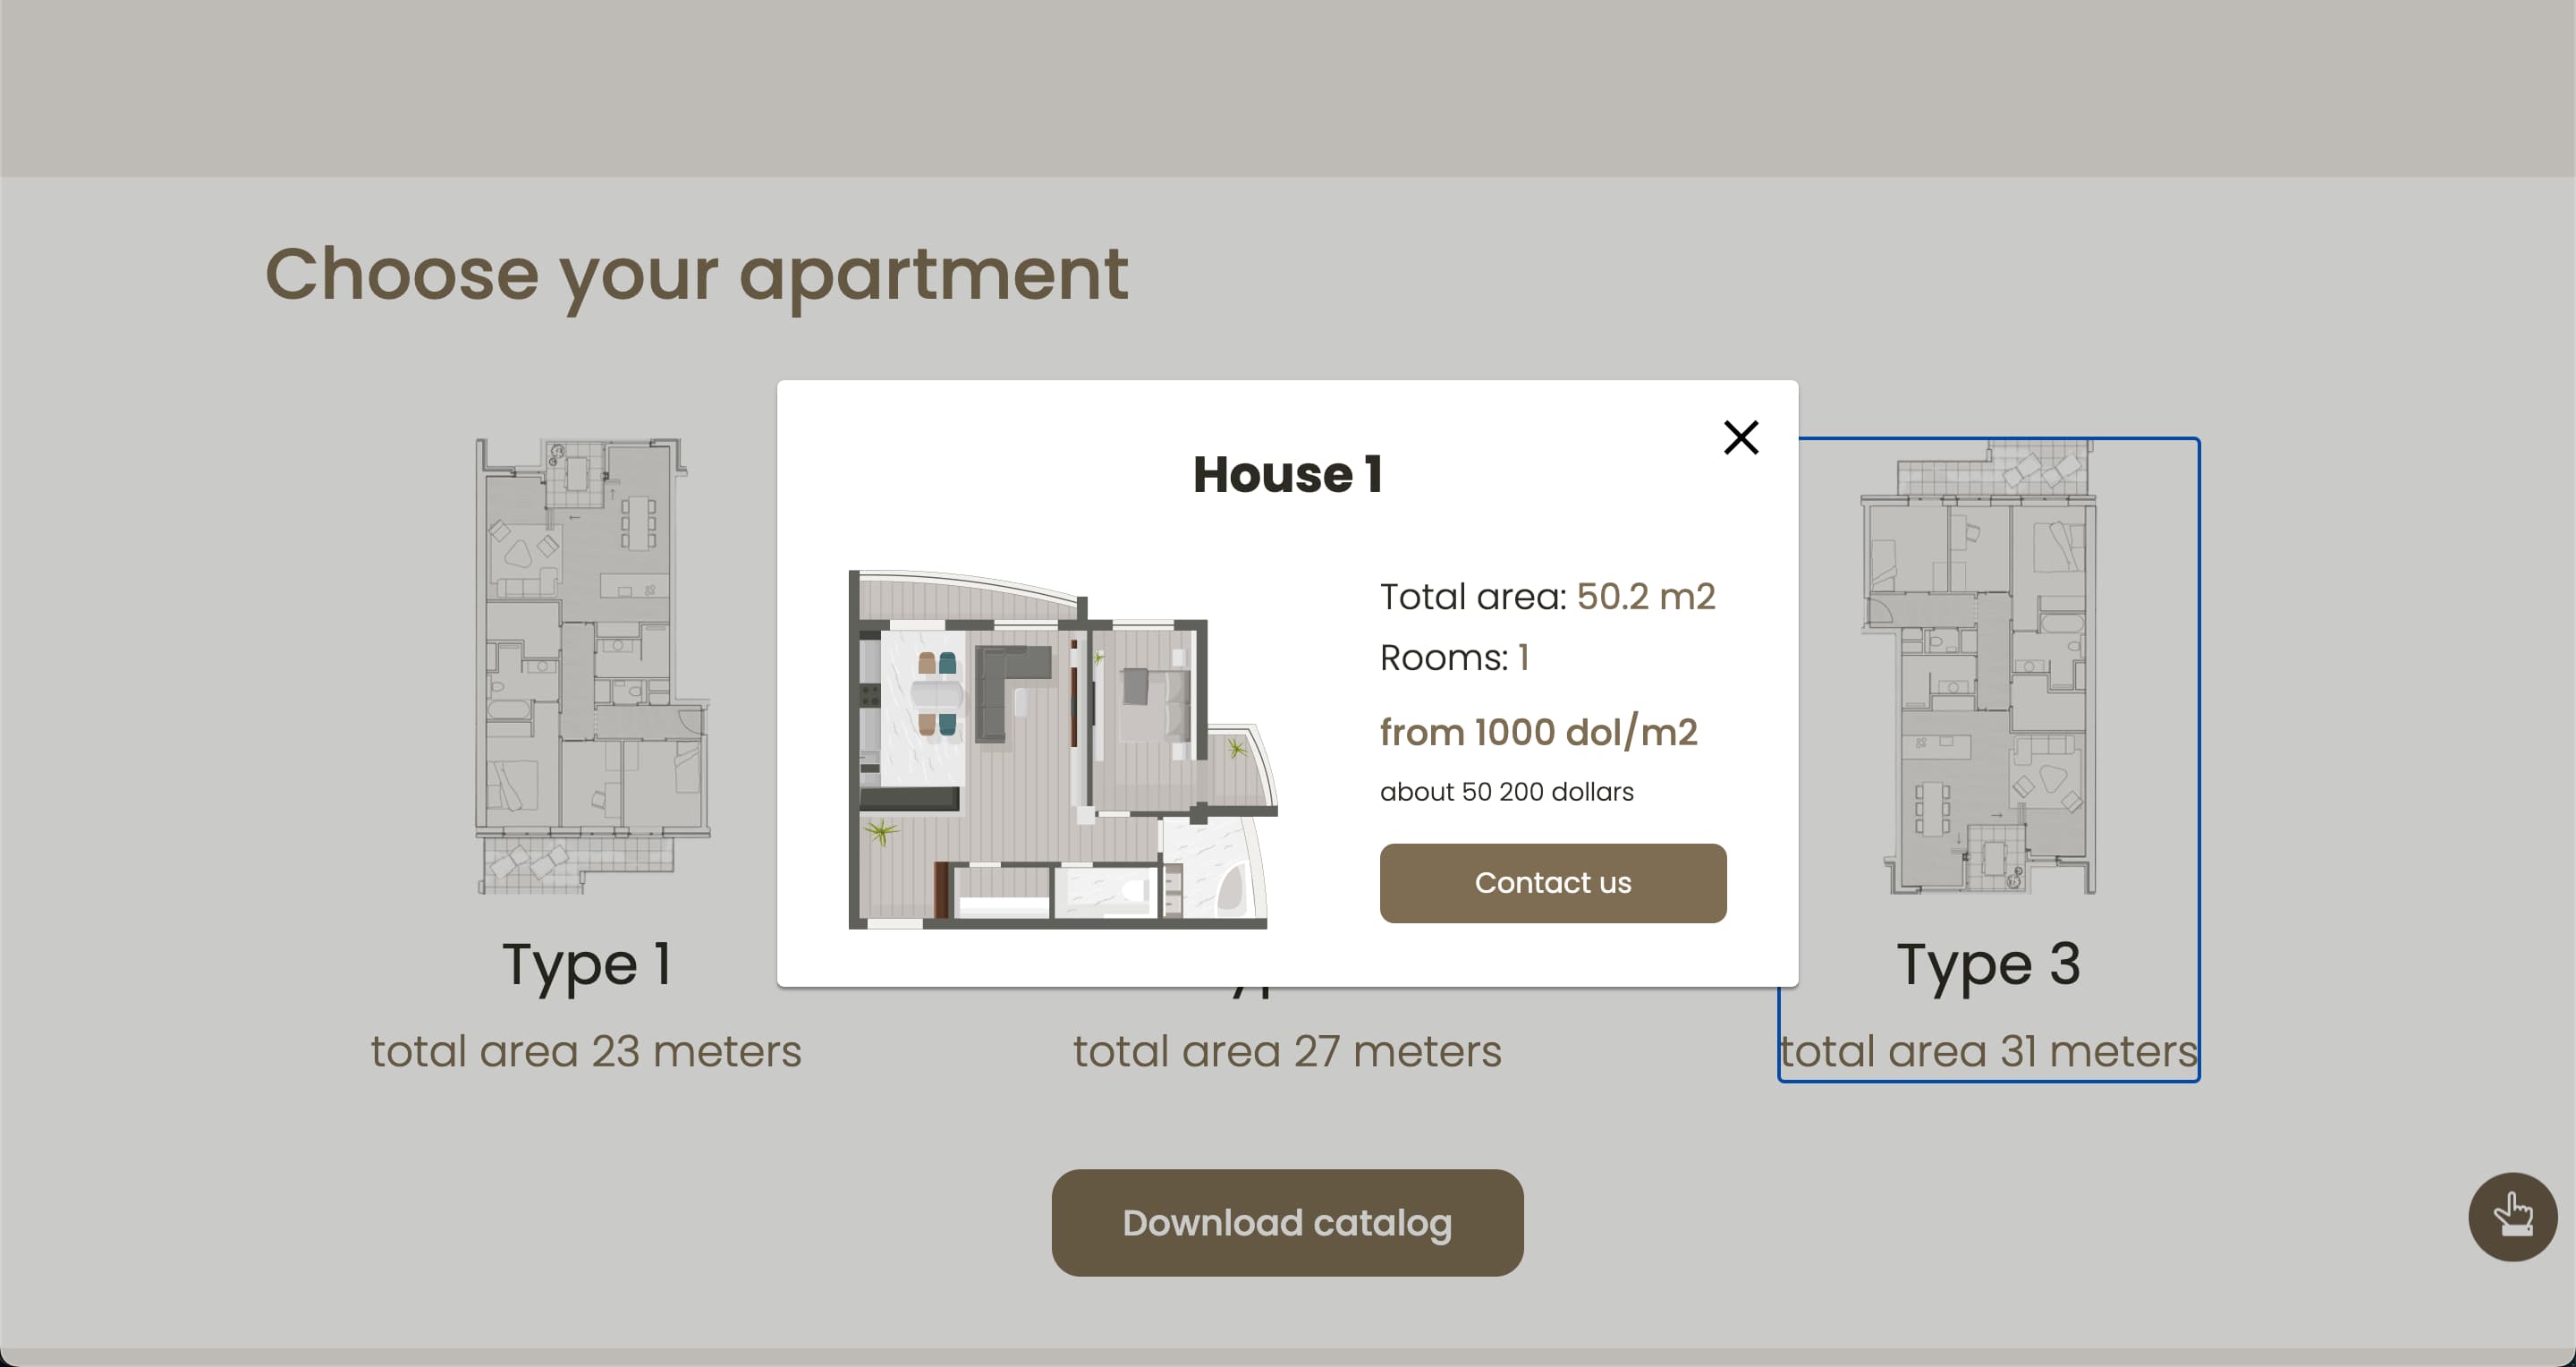 Choose your apartment
House 1
Total area: 50.2 m2
Rooms: 1
from 1000 dol/m2
about 50 200 dollars
Contact us
Type 1
Type 3
total area 23 meters
total area 27 meters
total area 31 meters
Download catalog